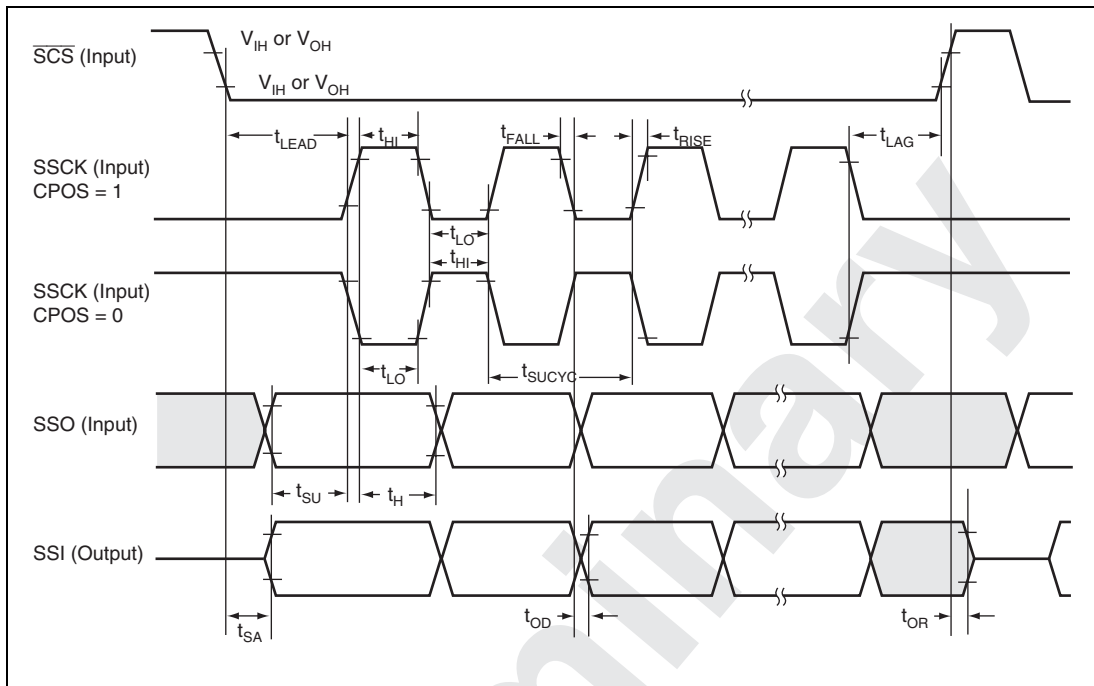 SCS (Input)
VIH or VOH
VIH or VOH
tLEAD
tHI
tFALL
tRISE
tLAG
SSCK (Input)
CPOS = 1
tLO
tHI
SSCK (Input)
CPOS = 0
tLO
tSUCYC
SSO (Input)
tSU
tH
SSI (Output)
tSA
tOD
tOR
minary